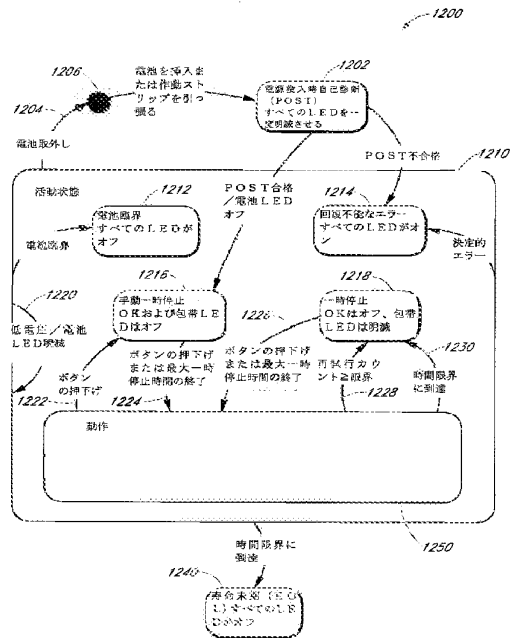 1200
1206
電池を挿入ま
たは作動スト
リップを引っ
張る
1202
電源投入時自己診断
(POST)
すべてのLEDを一
定明滅させる
1204
電池取外し
POST不合格
1210
活動状態
1212
電池臨界
すべてのLEDが
オフ
POST合格
/電池LED
オフ
1214
回復不能なエラー
すべてのLEDがオ
ン
電池臨界
決定的
エラー
1216
手動一時停止
OKおよび包帯LE
Dはオフ
1218
一時停止
OKはオフ、包帯
LEDは明滅
1220
低電圧/電池
LED明滅
1226
ボタン
の押下げ
1222
ボタンの押下げ
または最大一時
停止時間の終了
1224
ボタンの押下げ
または最大一時
停止時間の終了
再試行カウ
ント≧限界
1228
1230
時間限界
に到達
動作
1250
時間限界に
到達
1240
寿命末期(EO
L)すべてのLE
Dがオフ